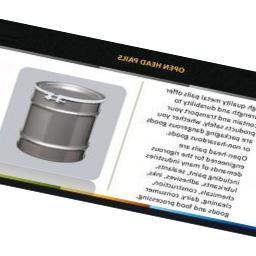 OPEN HEAD PAILS
High quality metal pails offer
strength and durability to
contain and transport your
products safely, whether you
are packaging dangerous goods
or non-hazardous goods.
Open-head pails are
engineered for the rigorous
demands of many industries
including paint, sealants,
lubricants, adhesives, inks,
chemicals, construction,
cleaning, dairy, consumer
goods and food processing